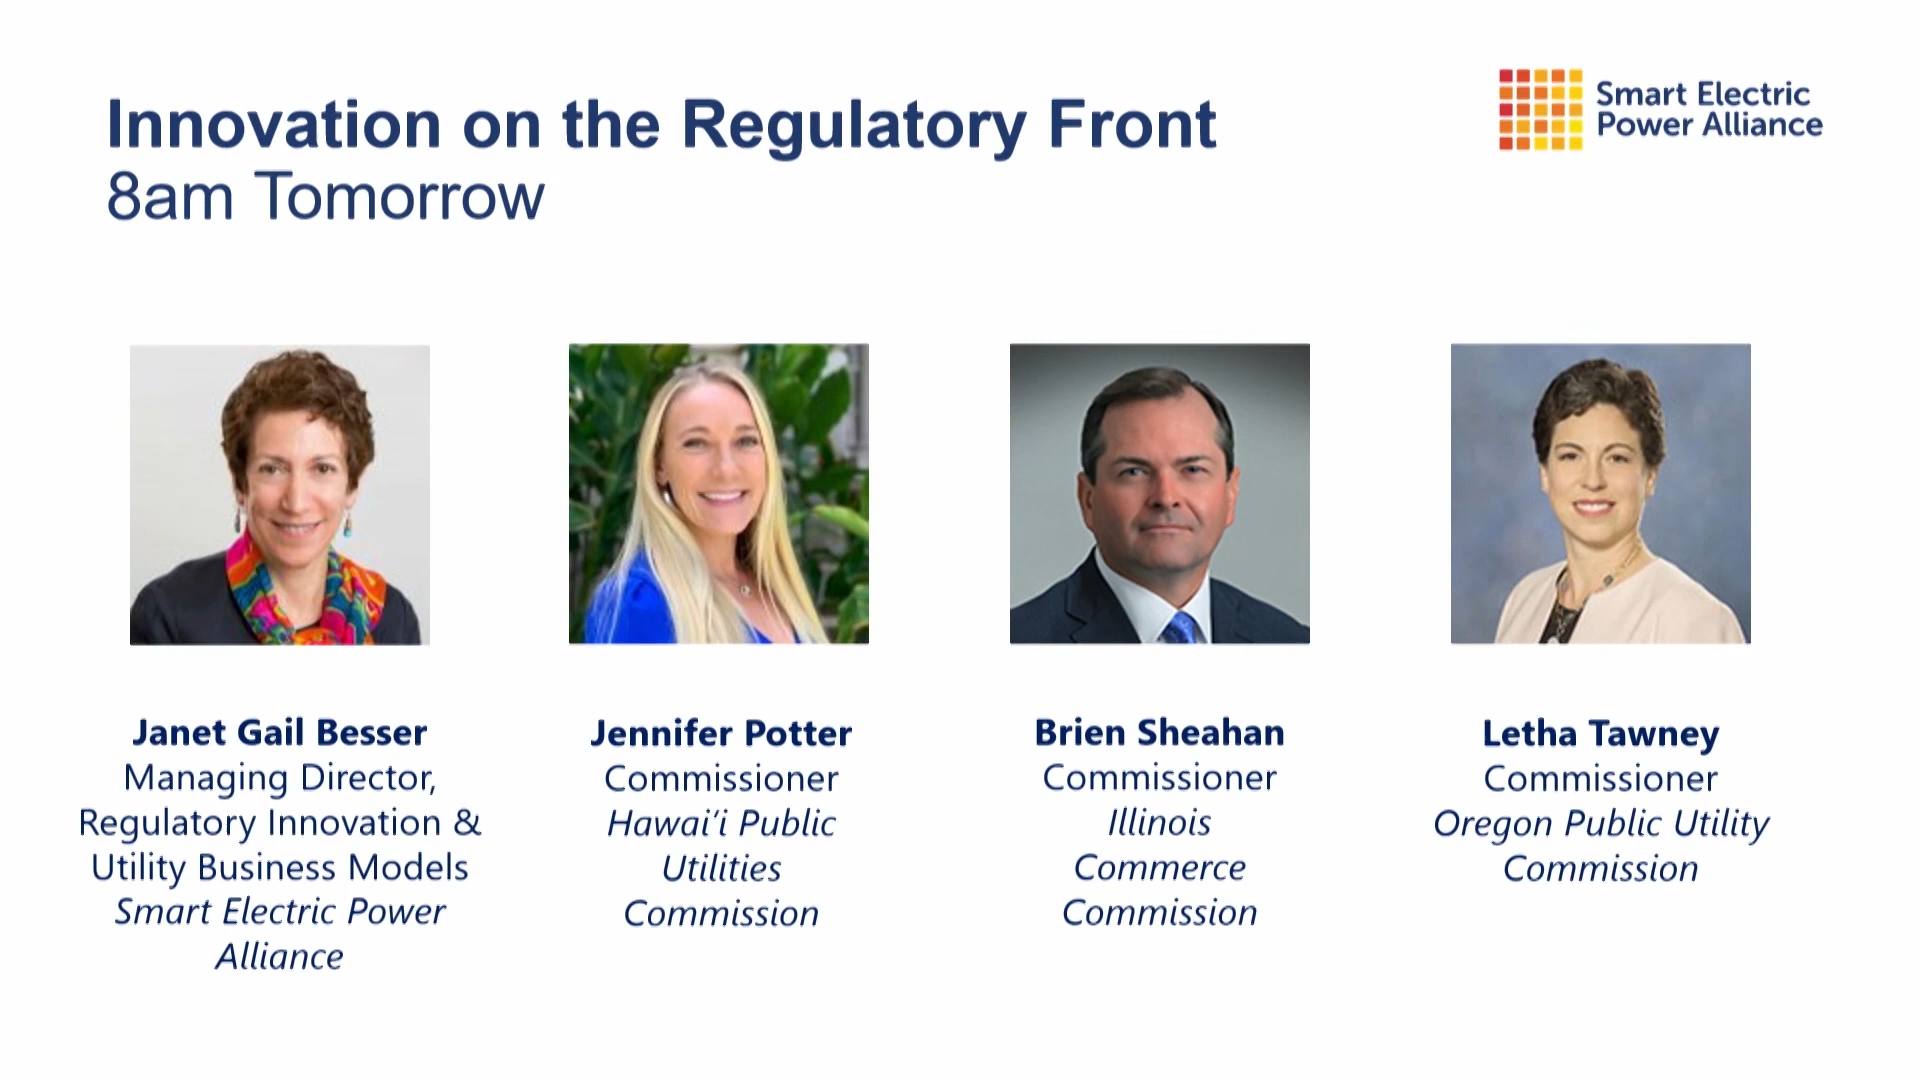 Innovation on the Regulatory Front
8am Tomorrow
Smart Electric
Power Alliance
Janet Gail Besser
Managing Director,
Regulatory Innovation &
Utility Business Models
Smart Electric Power
Alliance
Jennifer Potter
Commissioner
Hawai'i Public
Utilities
Commission
Brien Sheahan
Commissioner
Illinois
Commerce
Commission
Letha Tawney
Commissioner
Oregon Public Utility
Commission